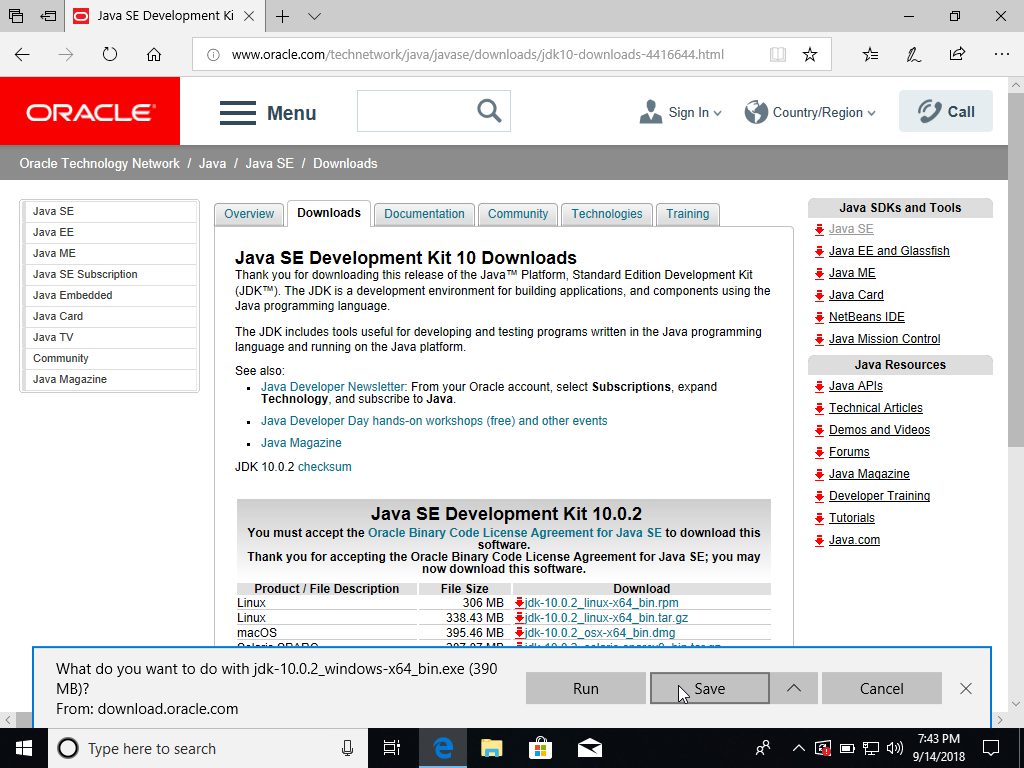 Java SE Development Ki
www.oracle.com/technetwork/java/javase/downloads/jdk10-downloads-4416644.html
ORACLE
Menu
Sign In
Country/Region
Call
Oracle Technology Network / Java / Java SE / Downloads
Java SE
Java EE
Java ME
Java SE Subscription
Java Embedded
Java Card
Java TV
Community
Java Magazine
Overview
Downloads
Documentation
Community
Technologies
Training
Java SE Development Kit 10 Downloads
Thank you for downloading this release of the Java™ Platform, Standard Edition Development Kit
(JDK™). The JDK is a development environment for building applications, and components using the
Java programming language.
The JDK includes tools useful for developing and testing programs written in the Java programming
language and running on the Java platform.
See also:
Java Developer Newsletter: From your Oracle account, select Subscriptions, expand
Technology, and subscribe to Java.
Java Developer Day hands-on workshops (free) and other events
Java Magazine
JDK 10.0.2 checksum
Java SE Development Kit 10.0.2
You must accept the Oracle Binary Code License Agreement for Java SE to download this
software.
Thank you for accepting the Oracle Binary Code License Agreement for Java SE; you may
now download this software.
Product / File Description File Size Download
Linux 306 MB jdk-10.0.2_linux-x64_bin.rpm
Linux 338.43 MB jdk-10.0.2_linux-x64_bin.tar.gz
macOS 395.46 MB jdk-10.0.2_osx-x64_bin.dmg
Java SDKs and Tools
Java SE
Java EE and Glassfish
Java ME
Java Card
NetBeans IDE
Java Mission Control
Java Resources
Java APIs
Technical Articles
Demos and Videos
Forums
Java Magazine
Developer Training
Tutorials
Java.com
What do you want to do with jdk-10.0.2_windows-x64_bin.exe (390
MB)?
From: download.oracle.com
Run
Save
Cancel
Type here to search
7:43 PM
9/14/2018